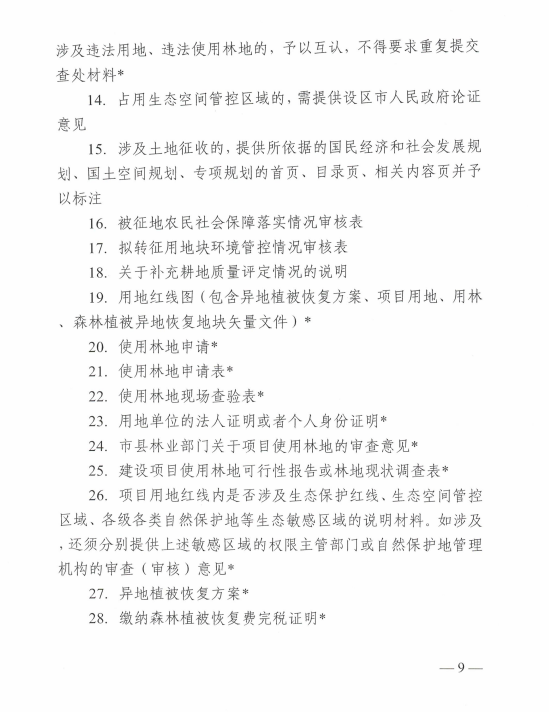 涉及违法用地、违法使用林地的，予以互认，不得要求重复提交
查处材料*
14. 占用生态空间管控区域的，需提供设区市人民政府论证
意见
15. 涉及土地征收的，提供所依据的国民经济和社会发展规
划、国土空间规划、专项规划的首页、目录页、相关内容页并予
以标注
16. 被征地农民社会保障落实情况审核表
17. 拟转征用地块环境管控情况审核表
18. 关于补充耕地质量评定情况的说明
19. 用地红线图（包含异地植被恢复方案、项目用地、用林
、森林植被异地恢复地块矢量文件）*
20. 使用林地申请*
21. 使用林地申请表*
22. 使用林地现场查验表*
23. 用地单位的法人证明或者个人身份证明*
24. 市县林业部门关于项目使用林地的审查意见*
25. 建设项目使用林地可行性报告或林地现状调查表*
26. 项目用地红线内是否涉及生态保护红线、生态空间管控
区域、各级各类自然保护地等生态敏感区域的说明材料。如涉及
，还须分别提供上述敏感区域的权限主管部门或自然保护地管理
机构的审查（审核）意见*
27. 异地植被恢复方案*
28. 缴纳森林植被恢复费完税证明*
—9—